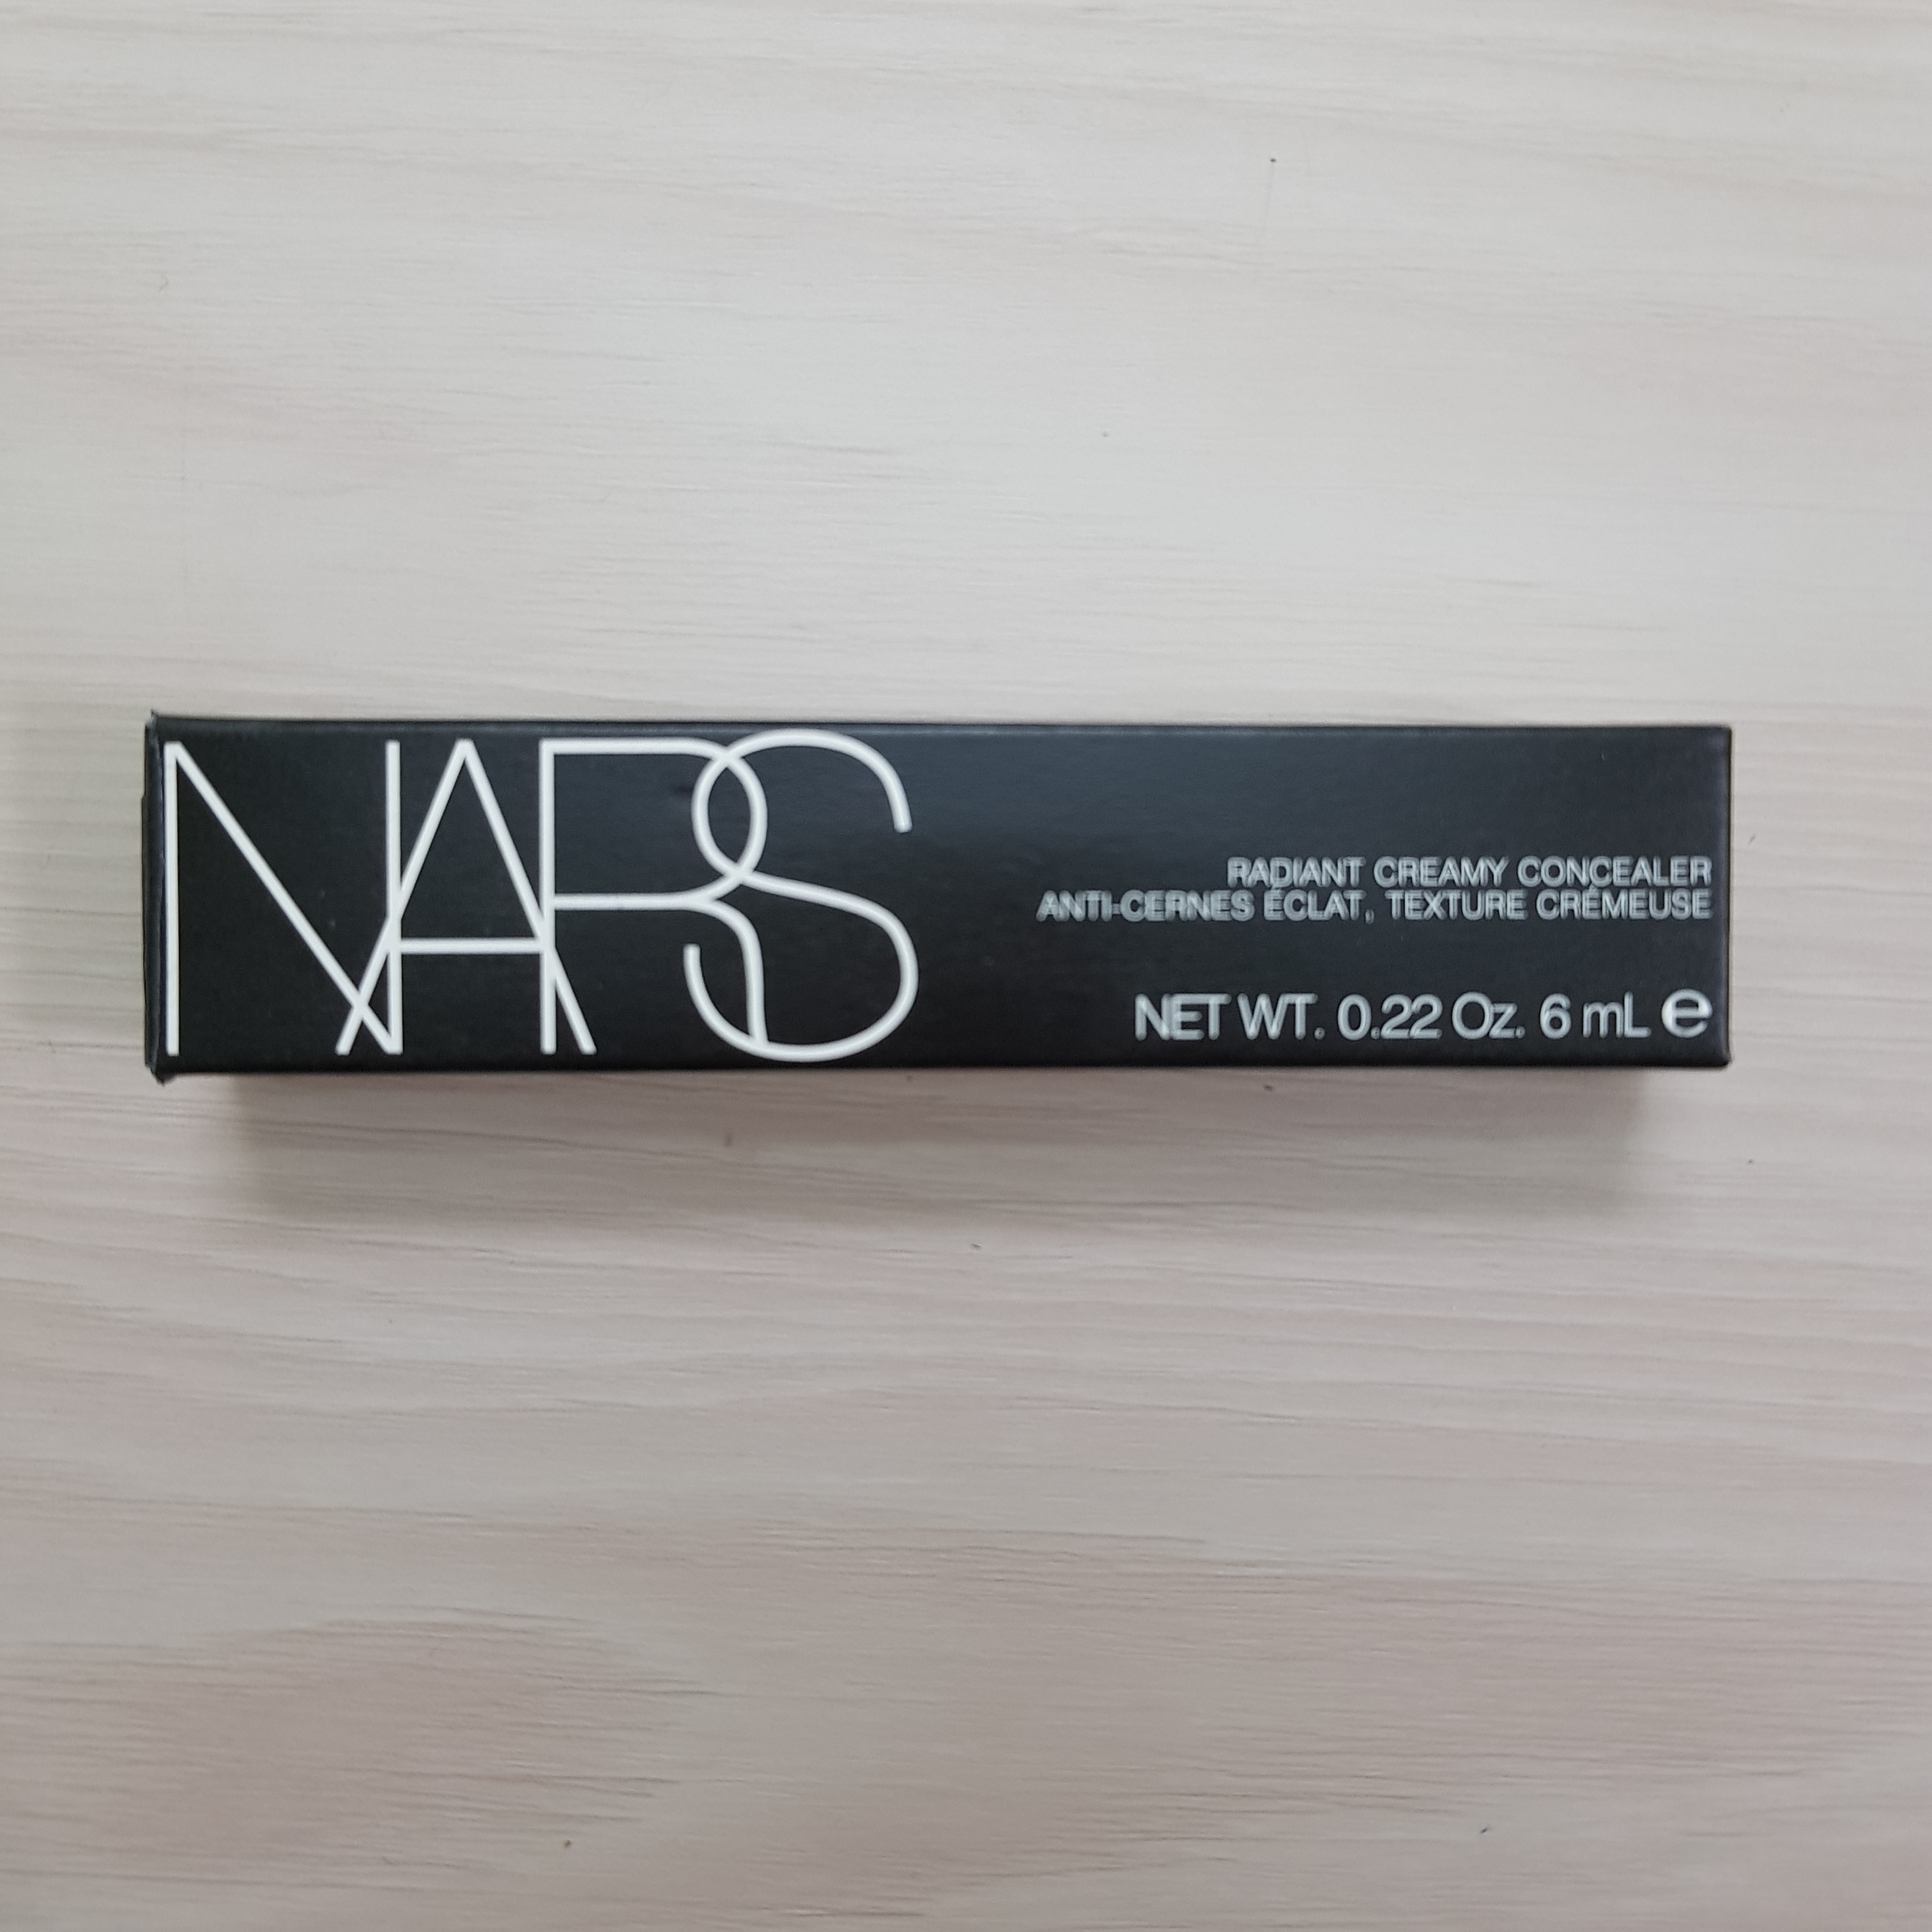 NARS
RADIANT CREAMY CONCEALER
ANTI-CERNES ÉCLAT, TEXTURE CRÉMEUSE
NET WT. 0.22 Oz. 6 mL e